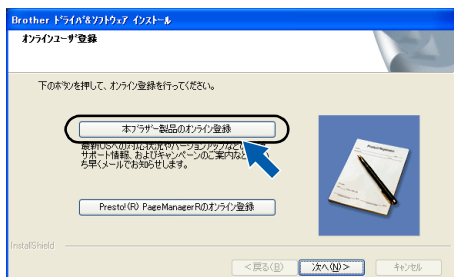 Brother ﾄﾞﾗｲﾊﾞ&ｿﾌﾄｳｪｱ ｲﾝｽﾄｰﾙ
ｵﾝﾗｲﾝﾕｰｻﾞ登録
下のﾎﾞﾀﾝを押して、ｵﾝﾗｲﾝ登録を行ってください。
本ﾌﾞﾗｻﾞｰ製品のｵﾝﾗｲﾝ登録
最新OSへの対応状況やﾊﾞｰｼﾞｮﾝｱｯﾌﾟなど
ｻﾎﾟｰﾄ情報、およびｷｬﾝﾍﾟｰﾝのご案内など
ち早くﾒｰﾙでお知らせします。
Product Registration
Presto!(R) PageManagerRのｵﾝﾗｲﾝ登録
InstallShield
< 戻る(B)
次へ(N) >
ｷｬﾝｾﾙ